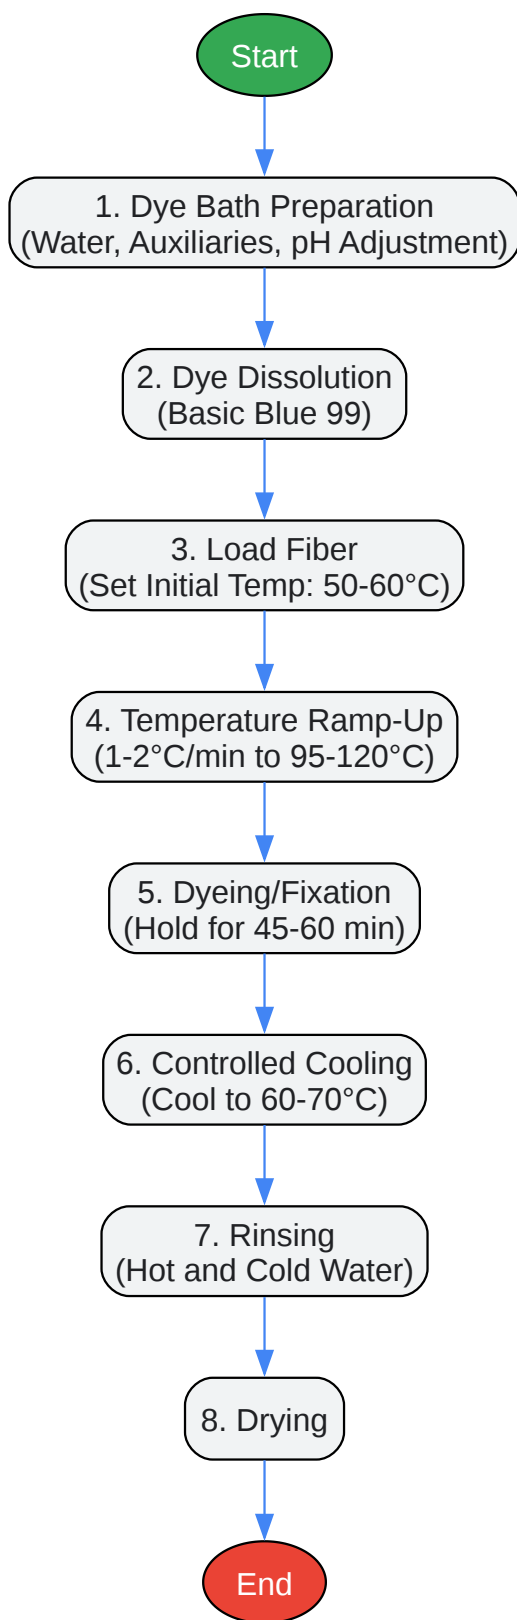 Start
1. Dye Bath Preparation
(Water, Auxiliaries, pH Adjustment)
2. Dye Dissolution
(Basic Blue 99)
3. Load Fiber
(Set Initial Temp: 50-60°C)
4. Temperature Ramp-Up
(1-2°C/min to 95-120°C)
5. Dyeing/Fixation
(Hold for 45-60 min)
6. Controlled Cooling
(Cool to 60-70°C)
7. Rinsing
(Hot and Cold Water)
8. Drying
End